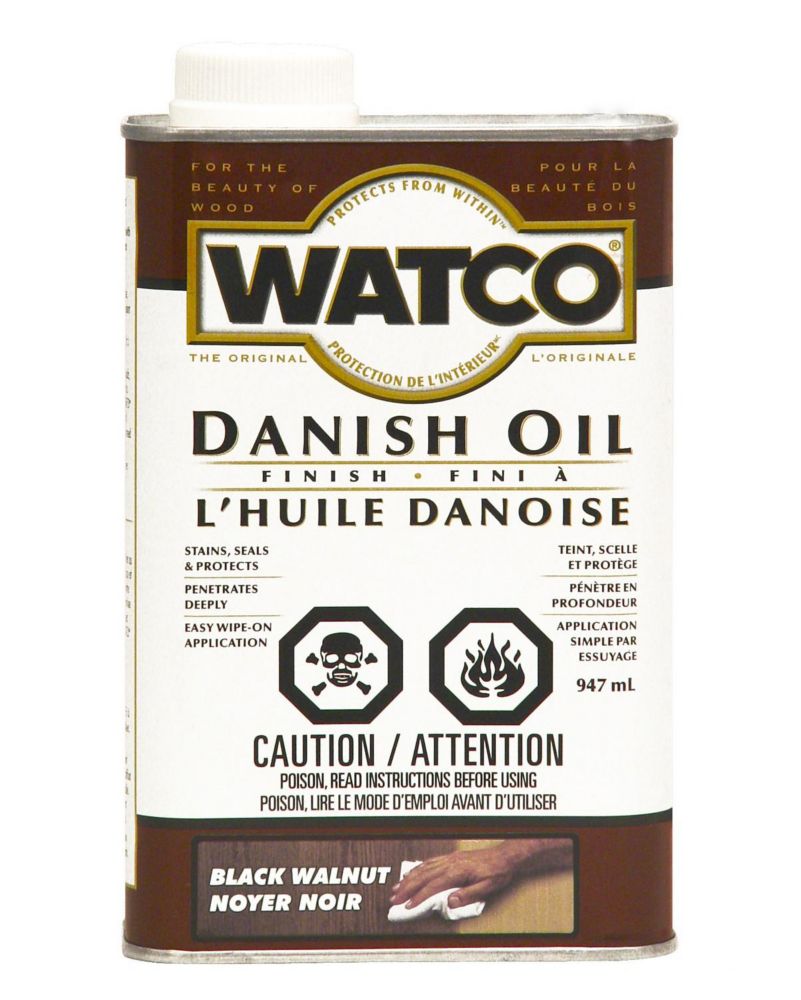 FOR THE
BEAUTY OF
WOOD
POUR LA
BEAUTÉ DU
BOIS
PROTECTS FROM WITHIN™
WATCO®
PROTECTION DE L'INTÉRIEUR MC
THE ORIGINAL
L'ORIGINALE
DANISH OIL
FINISH • FINI À
L'HUILE DANOISE
STAINS, SEALS
& PROTECTS
PENETRATES
DEEPLY
EASY WIPE-ON
APPLICATION
TEINT, SCELLE
ET PROTÈGE
PÉNÈTRE EN
PROFONDEUR
APPLICATION
SIMPLE PAR
ESSUYAGE
947 mL
CAUTION / ATTENTION
POISON, READ INSTRUCTIONS BEFORE USING
POISON, LIRE LE MODE D'EMPLOI AVANT D'UTILISER
BLACK WALNUT
NOYER NOIR